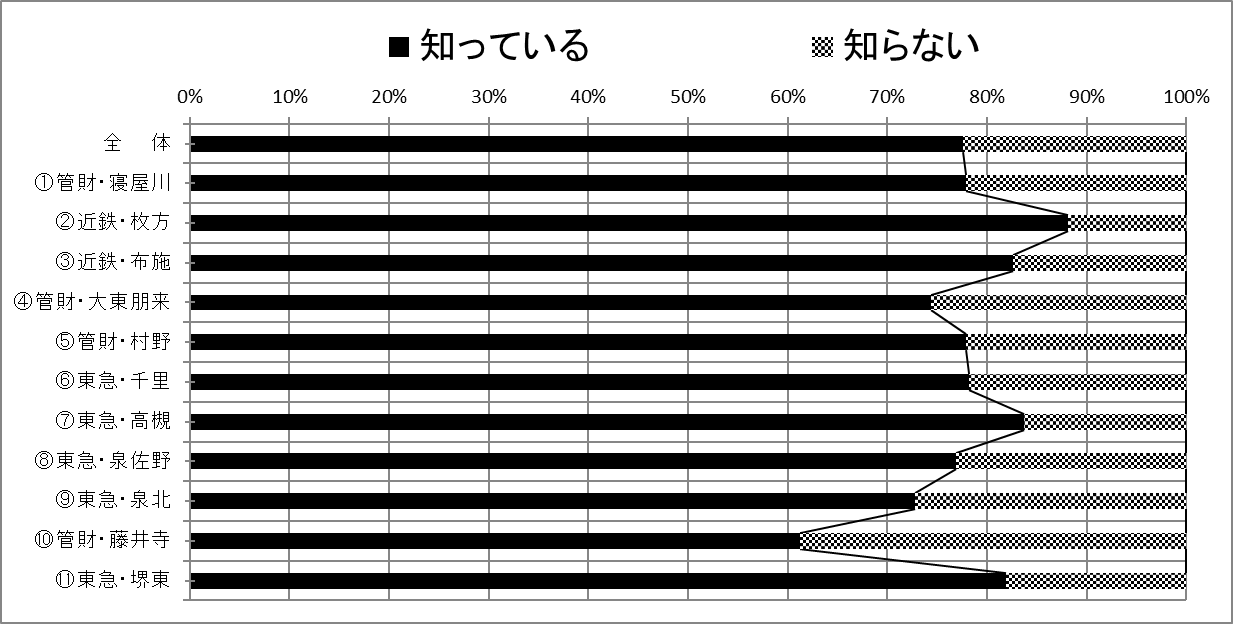 知っている 知らない
0% 10% 20% 30% 40% 50% 60% 70% 80% 90% 100%
全 体
①管財・寝屋川
②近鉄・枚方
③近鉄・布施
④管財・大東朋来
⑤管財・村野
⑥東急・千里
⑦東急・高槻
⑧東急・泉佐野
⑨東急・泉北
⑩管財・藤井寺
⑪東急・堺東